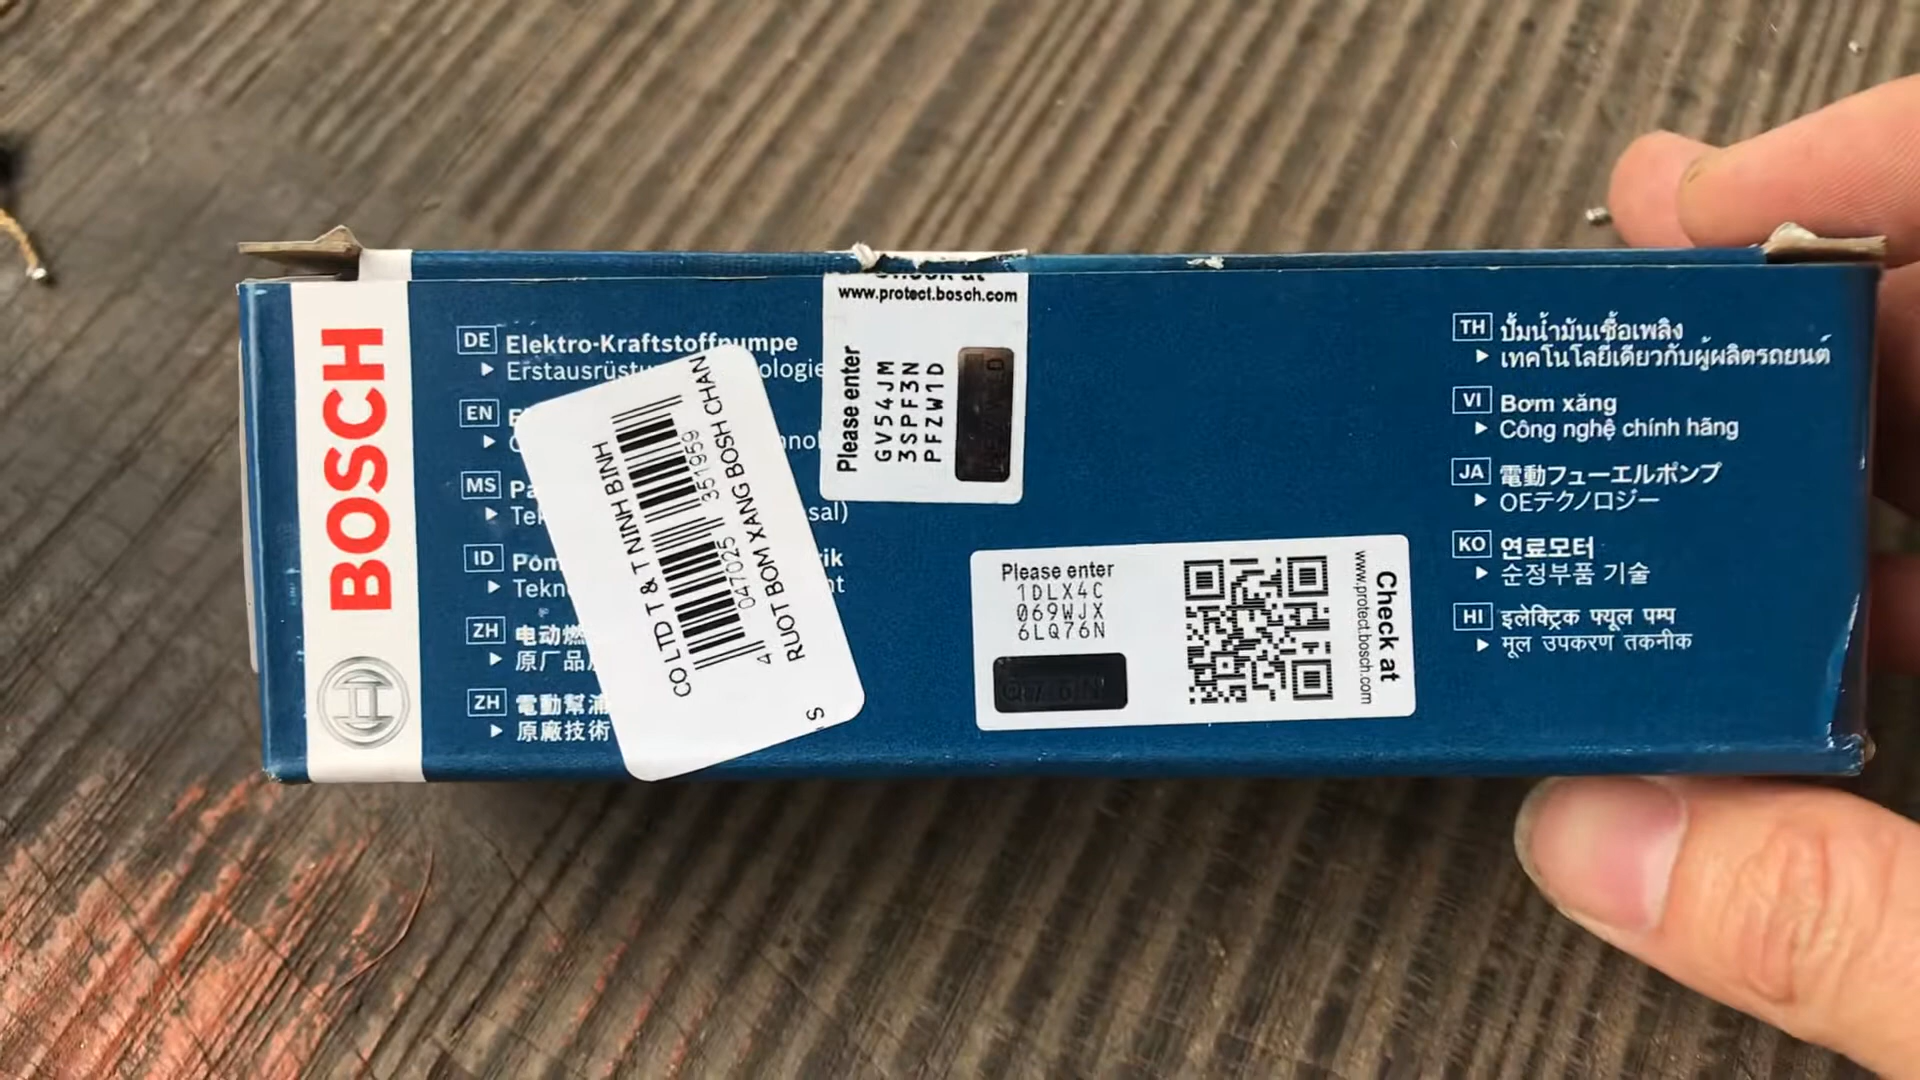 BOSCH
DE Elektro-Kraftstoffpumpe
EN
MS
ID
ZH 电动燃
原厂品
ZH 電動幫浦
原廠技術
sal)
rik
nt
CO LTD T & T NINH BINH
4 047025 351959
RUOT BOM XANG BOSH CHAN
S
www.protect.bosch.com
Please enter
GV54JM
3SPF3N
PFZW1D
Please enter
1DLX4C
069WJX
6LQ76N
Check at
www.protect.bosch.com
TH ปั๊มน้ำมันเชื้อเพลิง
เทคโนโลยีเดียวกับผู้ผลิตรถยนต์
VI Bơm xăng
Công nghệ chính hãng
JA 電動フューエルポンプ
OEテクノロジー
KO 연료모터
순정부품 기술
HI इलेक्ट्रिक फ्यूल पम्प
मूल उपकरण तकनीक